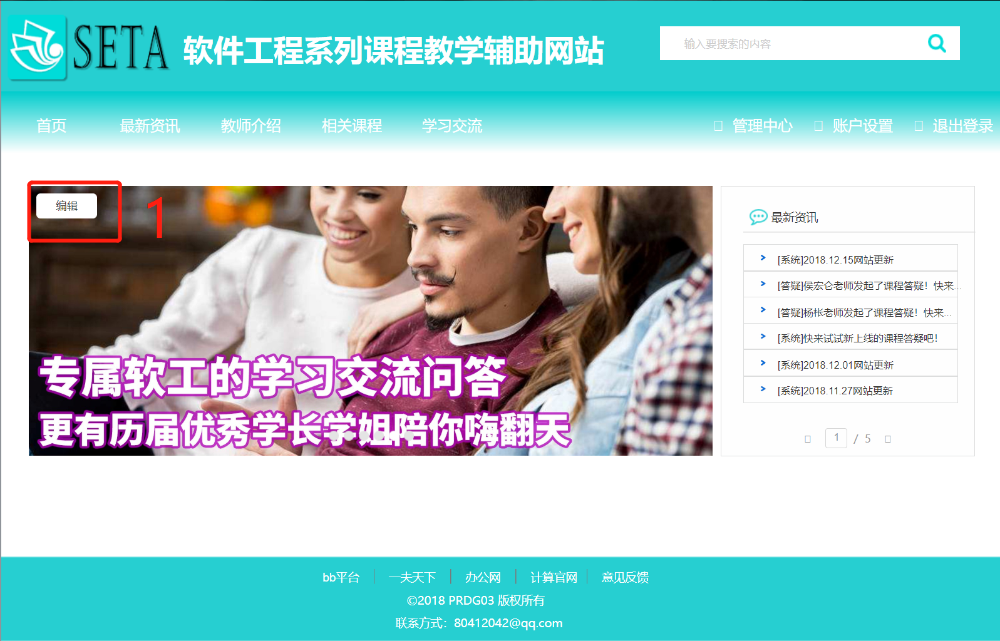 SETA
软件工程系列课程教学辅助网站
输入要搜索的内容
首页 最新资讯 教师介绍 相关课程 学习交流 管理中心 账户设置 退出登录
编辑
1
专属软工的学习交流问答
更有历届优秀学长学姐陪你嗨翻天
最新资讯
[系统]2018.12.15网站更新
[答疑]侯宏仑老师发起了课程答疑！快来...
[答疑]杨枨老师发起了课程答疑！快来...
[系统]快来试试新上线的课程答疑吧！
[系统]2018.12.01网站更新
[系统]2018.11.27网站更新
1 / 5
bb平台 一夫天下 办公网 计算官网 意见反馈
©2018 PRDG03 版权所有
联系方式：80412042@qq.com